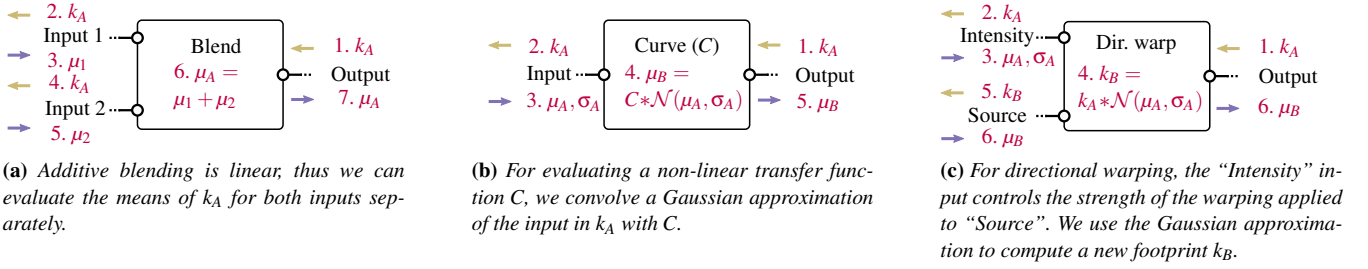 2. k_A
Input 1
3. μ_1
4. k_A
Input 2
5. μ_2
Blend
6. μ_A =
μ_1 + μ_2
1. k_A
Output
7. μ_A
(a) Additive blending is linear, thus we can
evaluate the means of k_A for both inputs sep-
arately.
2. k_A
Input
3. μ_A, σ_A
Curve (C)
4. μ_B =
C∗𝒩(μ_A, σ_A)
1. k_A
Output
5. μ_B
(b) For evaluating a non-linear transfer func-
tion C, we convolve a Gaussian approximation
of the input in k_A with C.
2. k_A
Intensity
3. μ_A, σ_A
5. k_B
Source
6. μ_B
Dir. warp
4. k_B =
k_A∗𝒩(μ_A, σ_A)
1. k_A
Output
6. μ_B
(c) For directional warping, the “Intensity” in-
put controls the strength of the warping applied
to “Source”. We use the Gaussian approxima-
tion to compute a new footprint k_B.